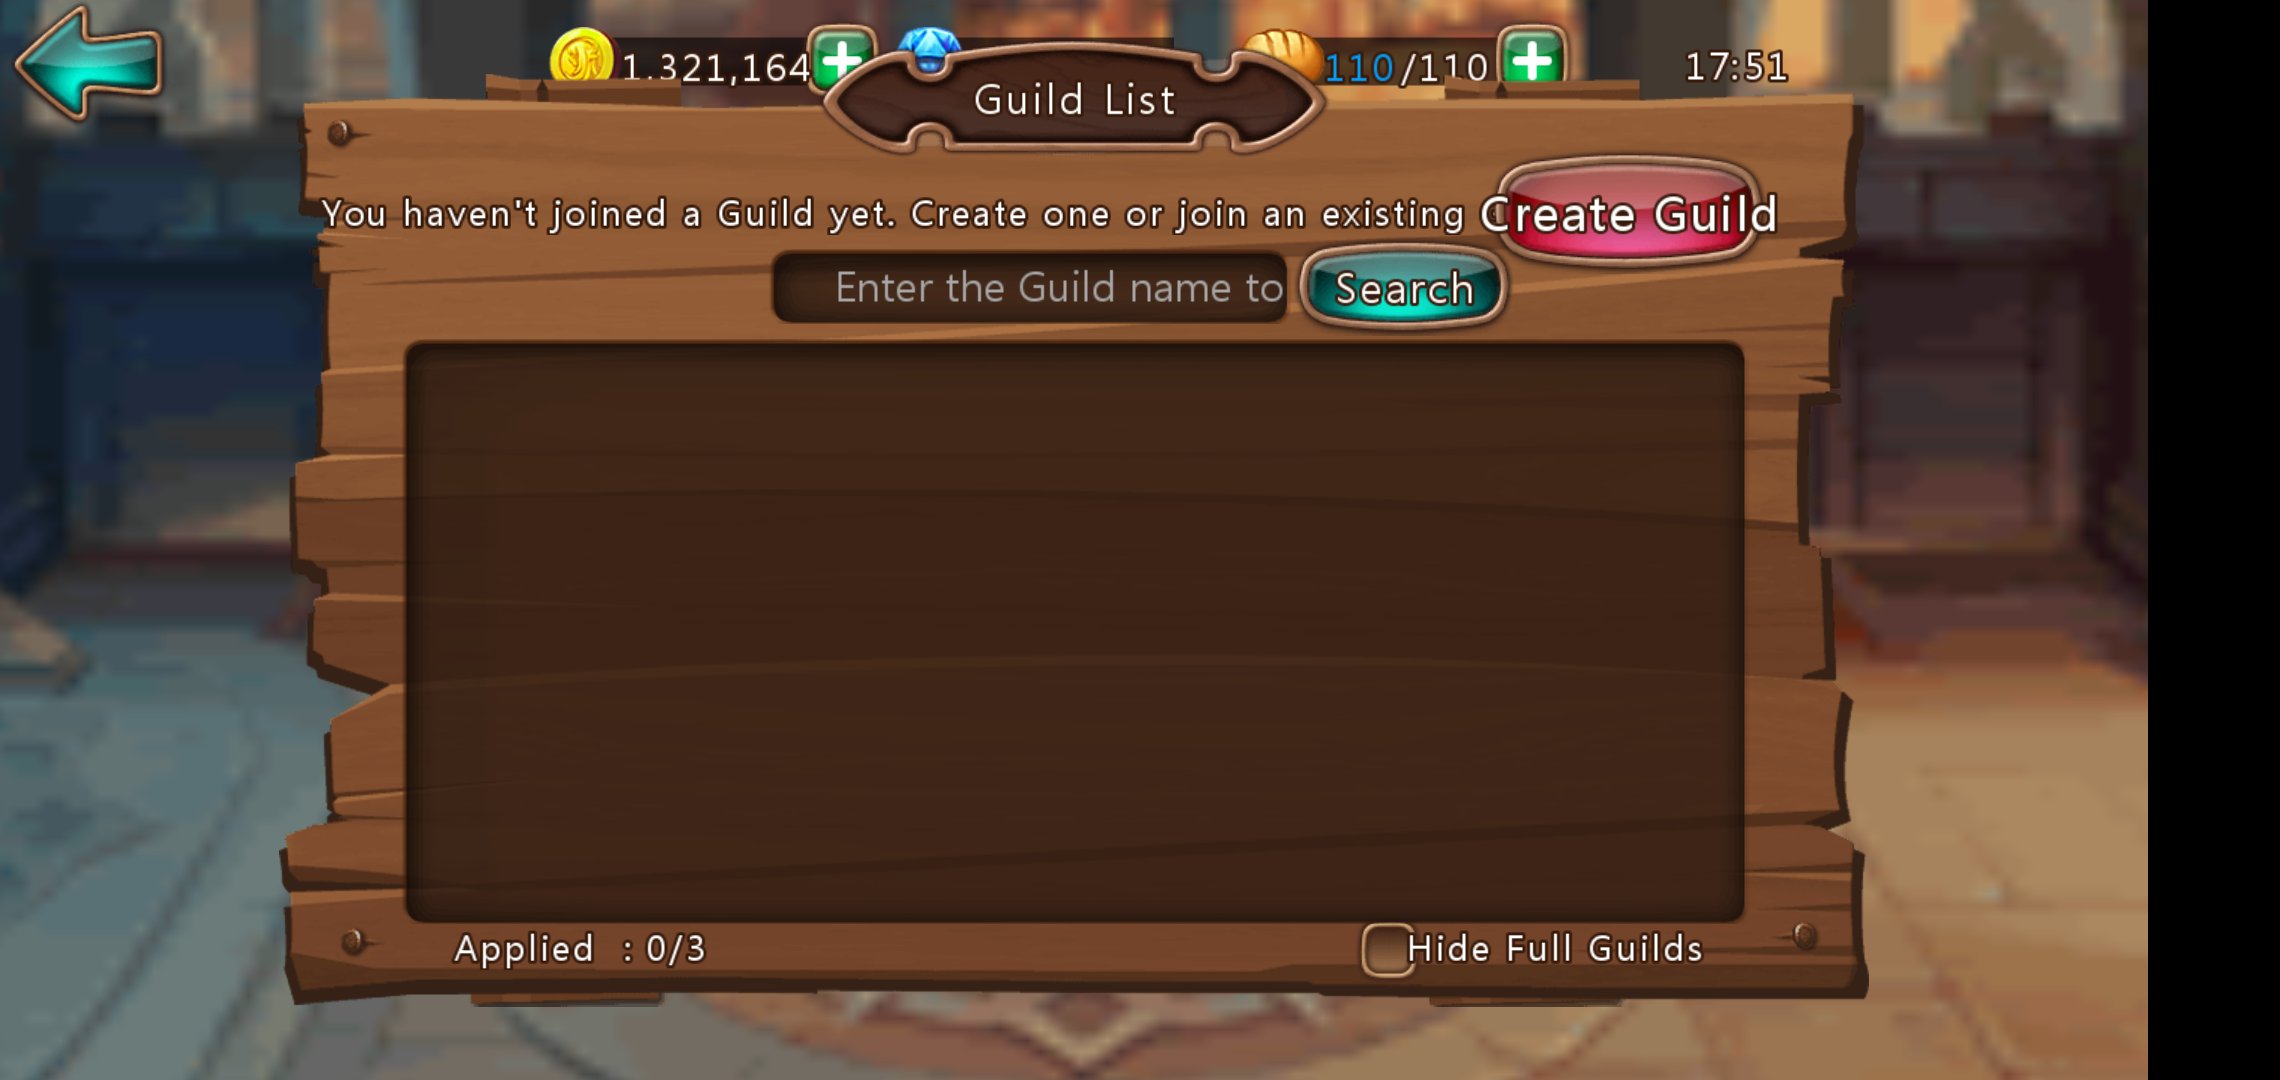 1,321,164
110/110
17:51
Guild List
You haven't joined a Guild yet. Create one or join an existing
Create Guild
Enter the Guild name to
Search
Applied : 0/3
Hide Full Guilds